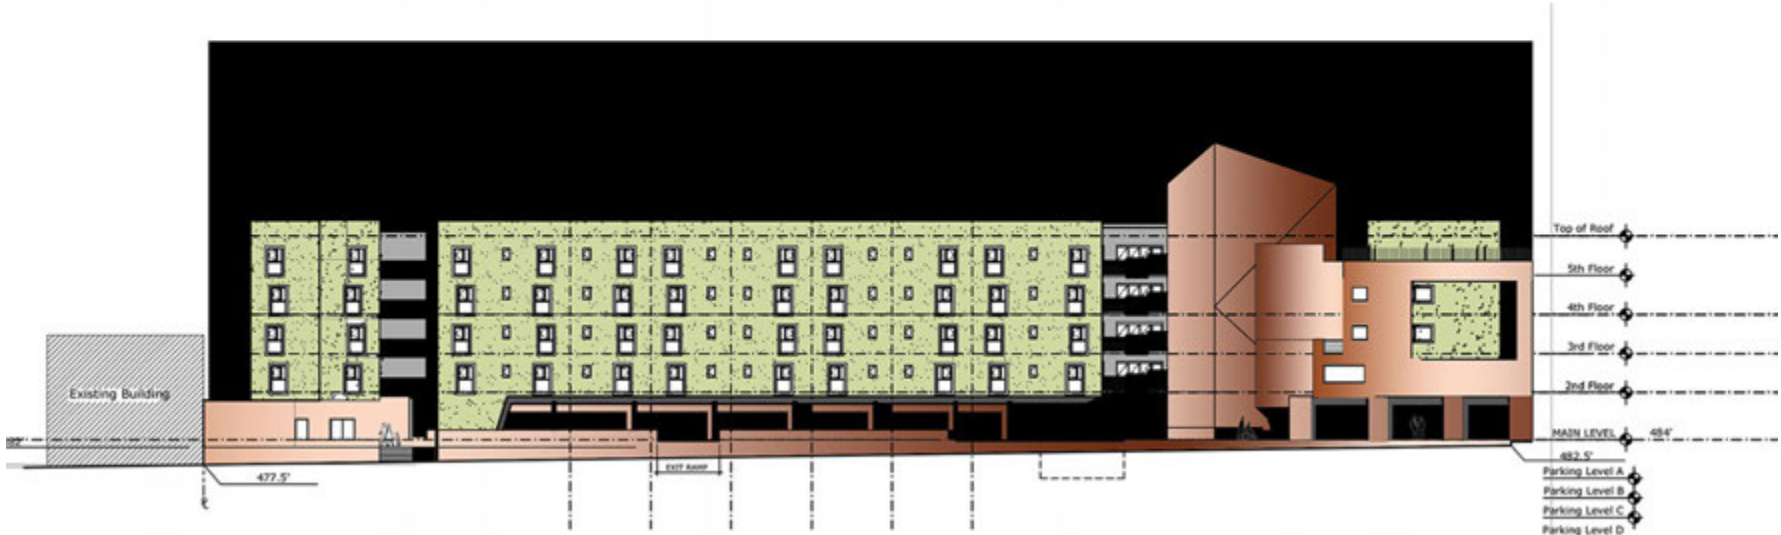 Top of Roof
5th Floor
4th Floor
3rd Floor
2nd Floor
Existing Building
MAIN LEVEL
484'
482.5'
EXIT RAMP
477.5'
Parking Level A
Parking Level B
Parking Level C
Parking Level D